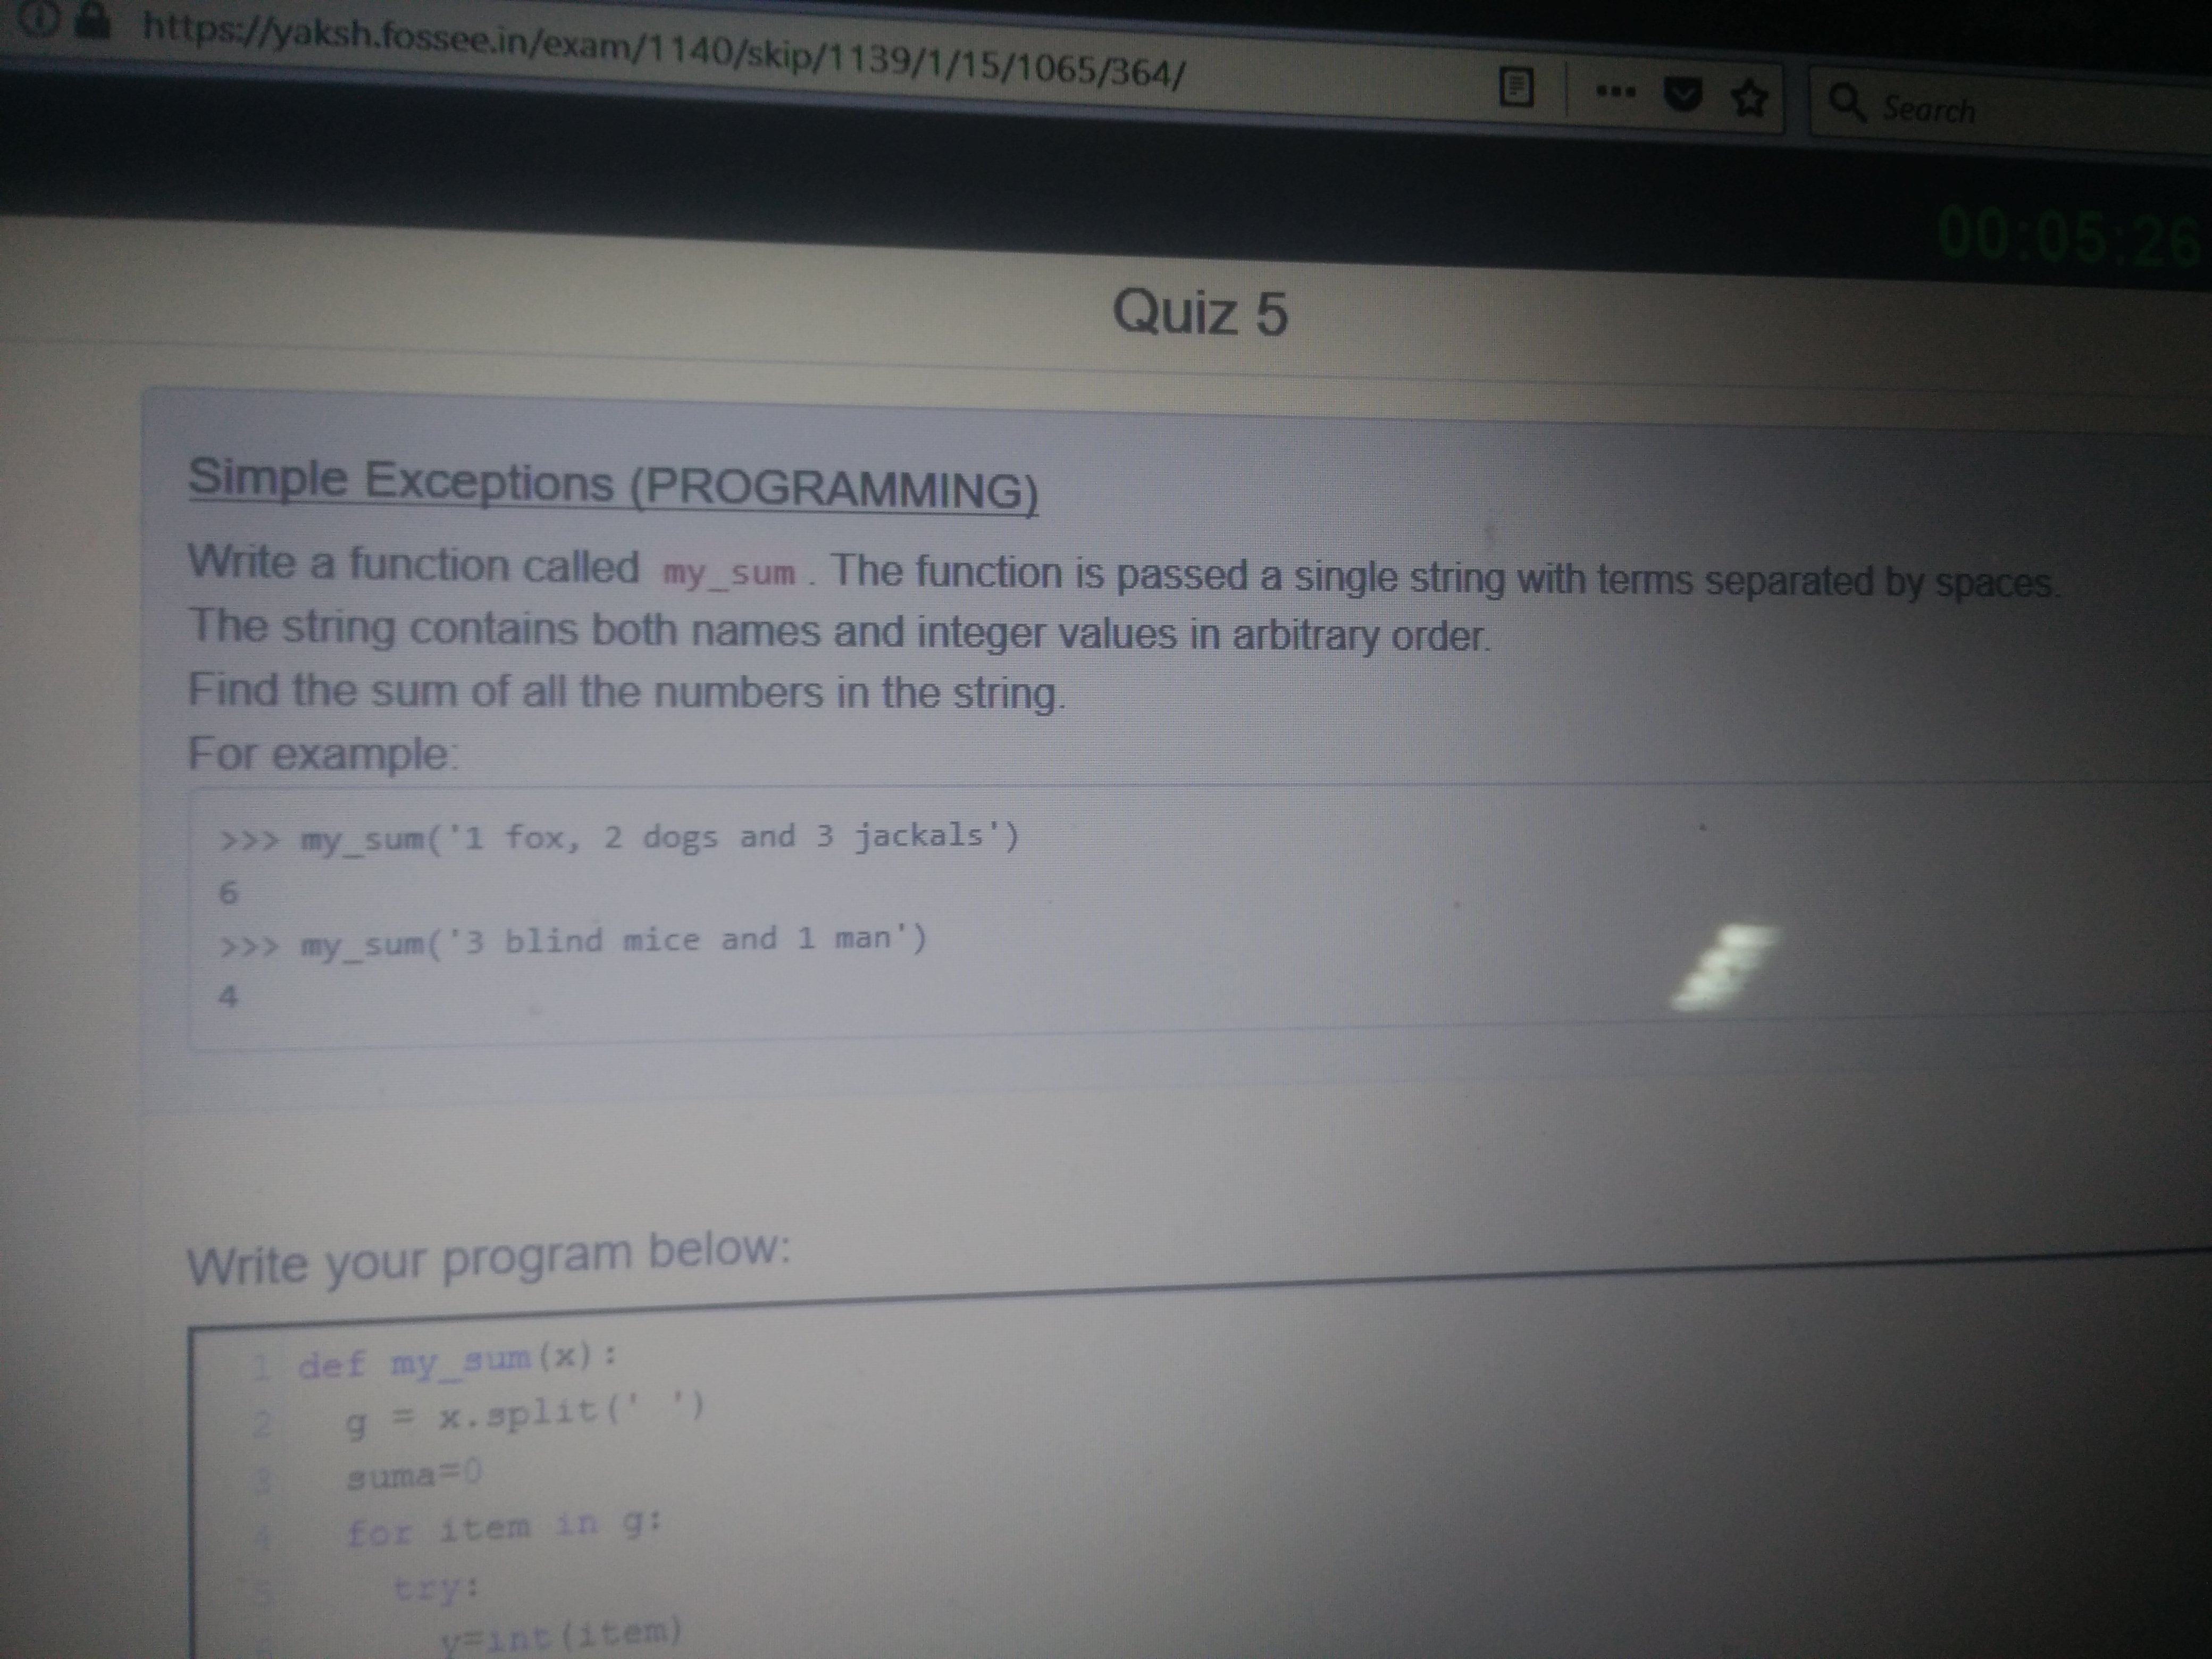 https://yaksh.fossee.in/exam/1140/skip/1139/1/15/1065/364/
Search
00:05:26
Quiz 5
Simple Exceptions (PROGRAMMING)
Write a function called my_sum. The function is passed a single string with terms separated by spaces.
The string contains both names and integer values in arbitrary order.
Find the sum of all the numbers in the string.
For example:
>>> my_sum('1 fox, 2 dogs and 3 jackals')
6
>>> my_sum('3 blind mice and 1 man')
4
Write your program below:
1 def my_sum(x):
2 g = x.split(' ')
3 suma=0
4 for item in g:
5 try:
6 y=int(item)